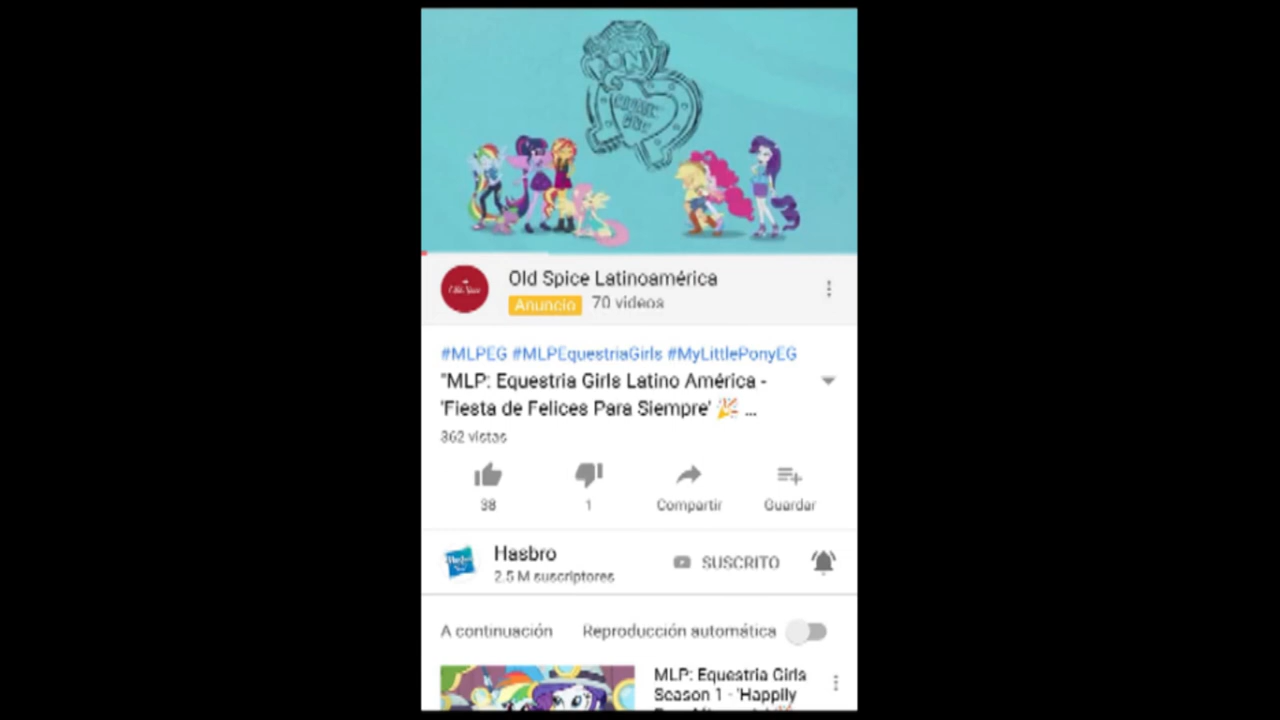 PONY
Old Spice Latinoamérica
Anuncio 70 videos
#MLPEG #MLPEquestriaGirls #MyLittlePonyEG
"MLP: Equestria Girls Latino América -
'Fiesta de Felices Para Siempre' 🎉 ...
362 vistas
38
1
Compartir
Guardar
Hasbro
2.5 M suscriptores
SUSCRITO
A continuación
Reproducción automática
MLP: Equestria Girls
Season 1 - 'Happily